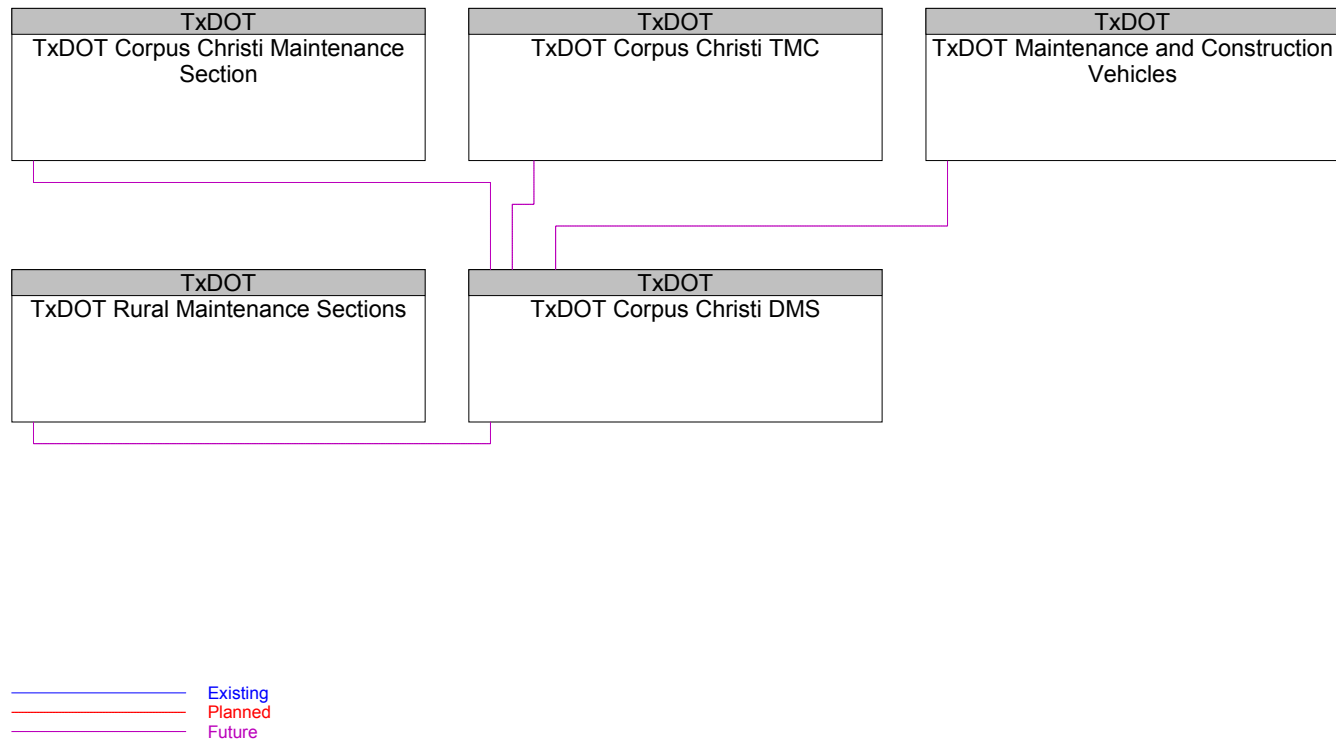 TxDOT
TxDOT Corpus Christi Maintenance
Section
TxDOT
TxDOT Corpus Christi TMC
TxDOT
TxDOT Maintenance and Construction
Vehicles
TxDOT
TxDOT Rural Maintenance Sections
TxDOT
TxDOT Corpus Christi DMS
Existing
Planned
Future